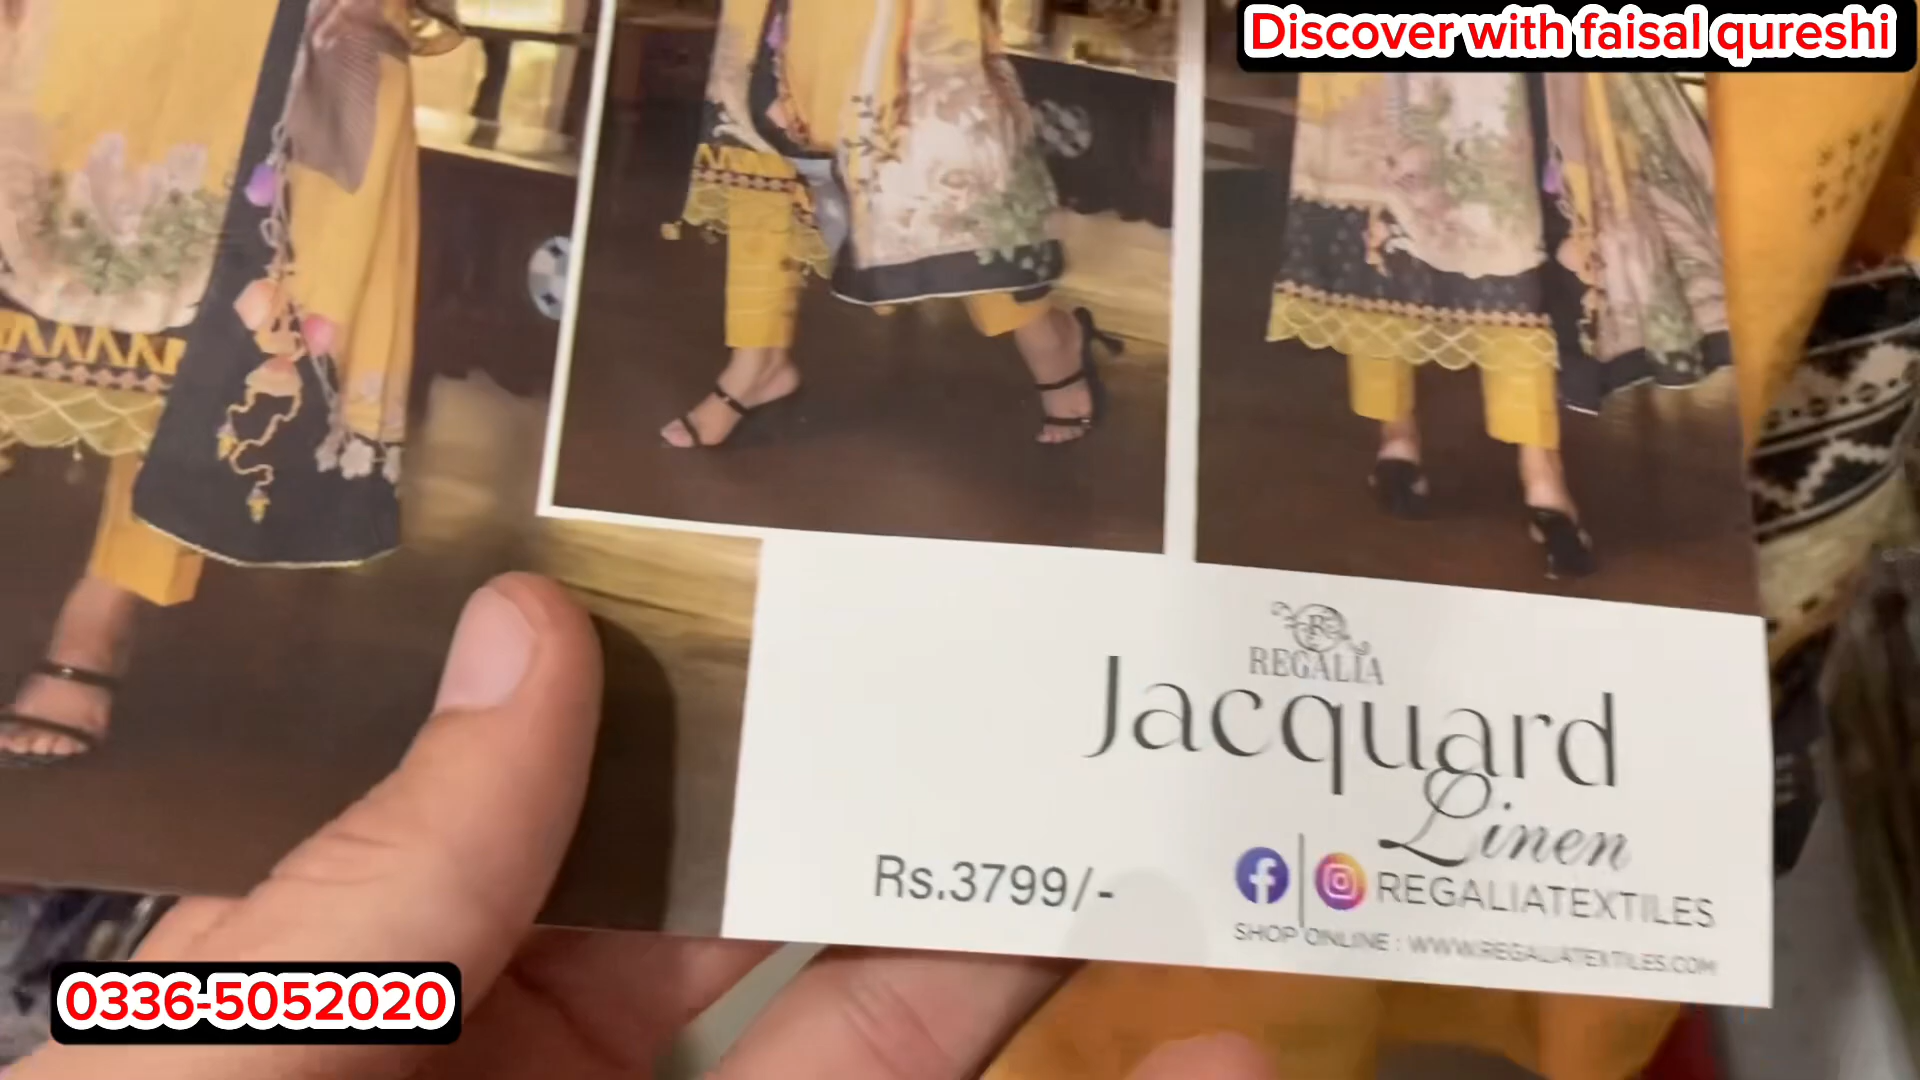 Discover with faisal qureshi
REGALIA
Jacquard
Linen
Rs.3799/-
REGALIATEXTILES
SHOP ONLINE : WWW.REGALIATEXTILES.COM
0336-5052020